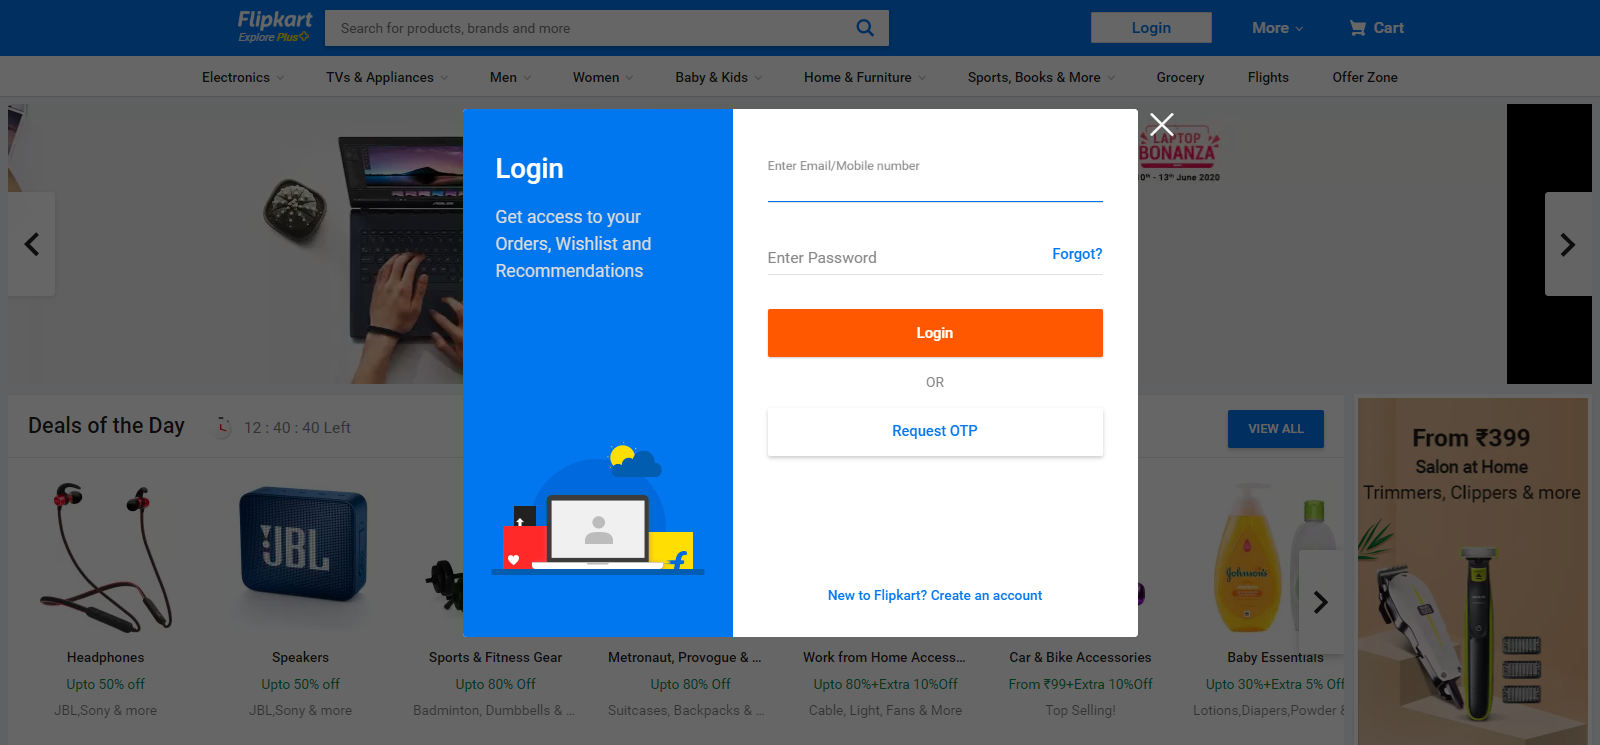 Flipkart
Explore Plus
Search for products, brands and more
Login
More
Cart
Electronics
TVs & Appliances
Men
Women
Baby & Kids
Home & Furniture
Sports, Books & More
Grocery
Flights
Offer Zone
LAPTOP
BONANZA
10th - 13th June 2020
ASUS
Login
Get access to your
Orders, Wishlist and
Recommendations
Enter Email/Mobile number
Enter Password
Forgot?
Login
OR
Request OTP
New to Flipkart? Create an account
Deals of the Day
12 : 40 : 40 Left
VIEW ALL
JBL
Johnson's
Headphones
Upto 50% off
JBL,Sony & more
Speakers
Upto 50% off
JBL,Sony & more
Sports & Fitness Gear
Upto 80% Off
Badminton, Dumbbells & ...
Metronaut, Provogue & ...
Upto 80% Off
Suitcases, Backpacks & ...
Work from Home Access...
Upto 80%+Extra 10%Off
Cable, Light, Fans & More
Car & Bike Accessories
From ₹99+Extra 10%Off
Top Selling!
Baby Essentials
Upto 30%+Extra 5% Off
Lotions,Diapers,Powder &
From ₹399
Salon at Home
Trimmers, Clippers & more